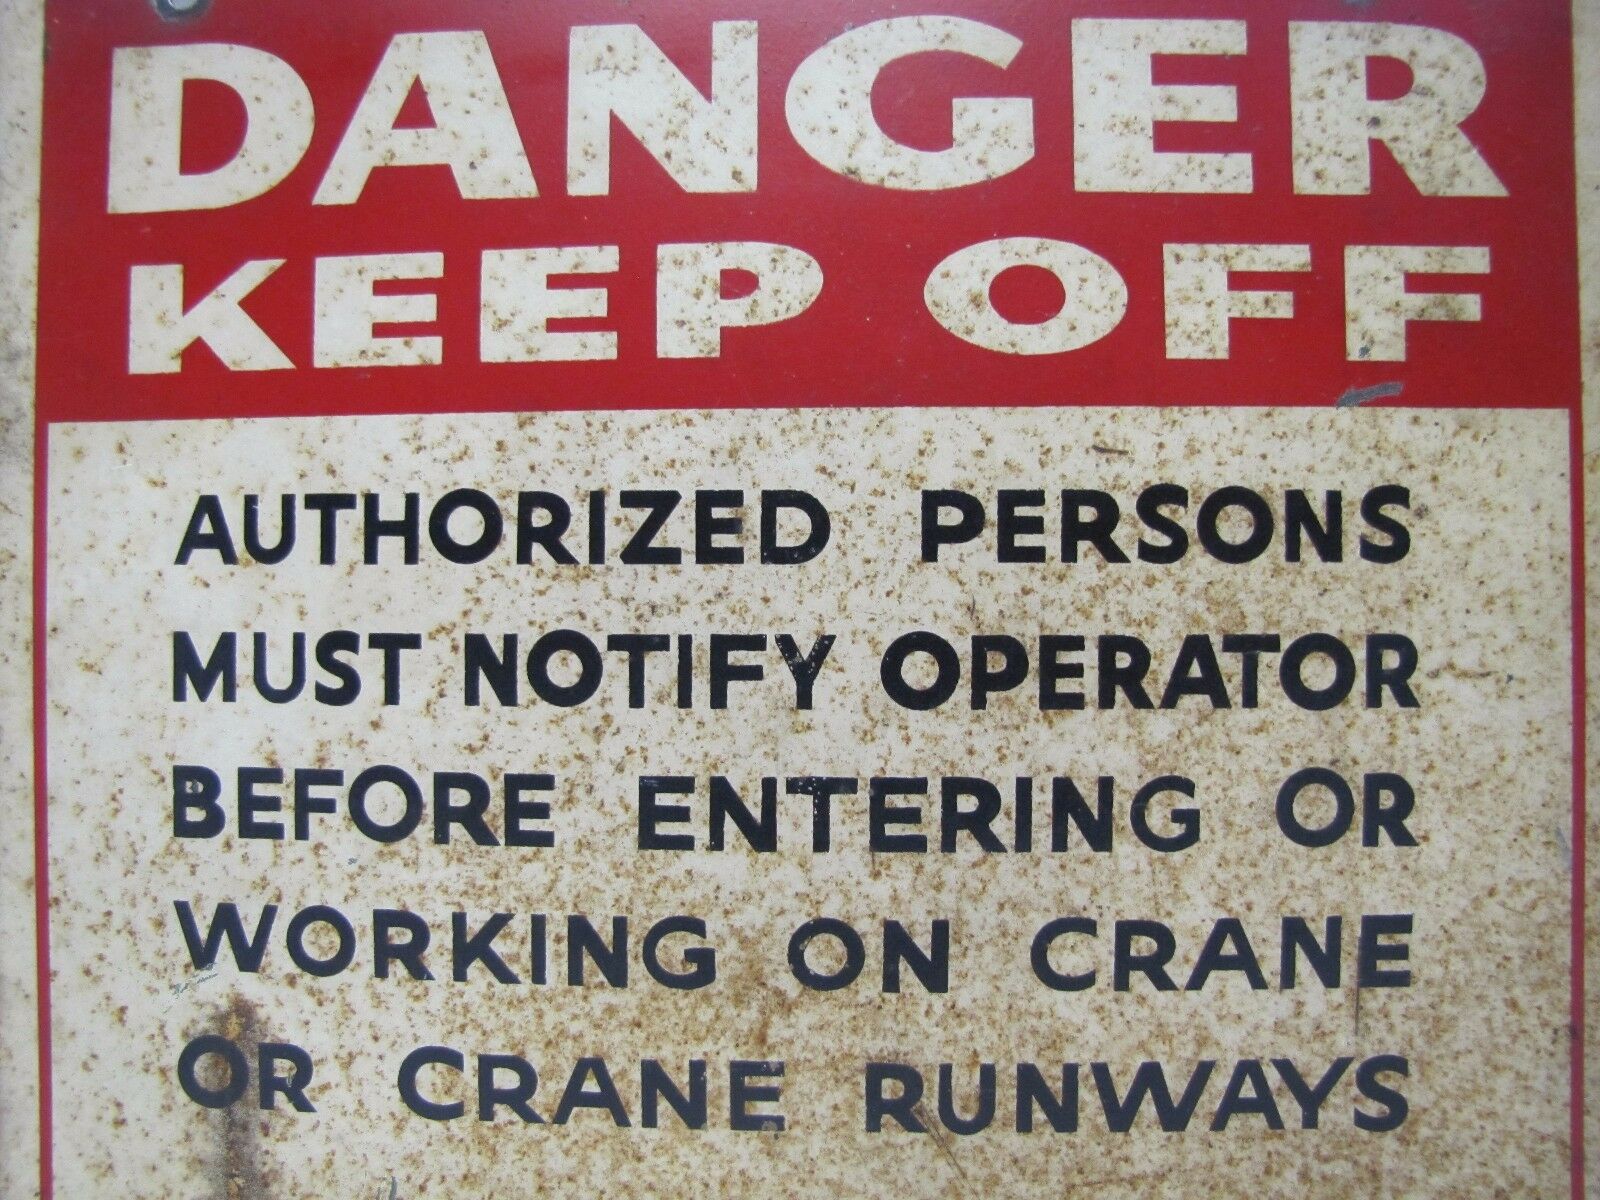 DANGER
KEEP OFF
AUTHORIZED PERSONS
MUST NOTIFY OPERATOR
BEFORE ENTERING OR
WORKING ON CRANE
OR CRANE RUNWAYS